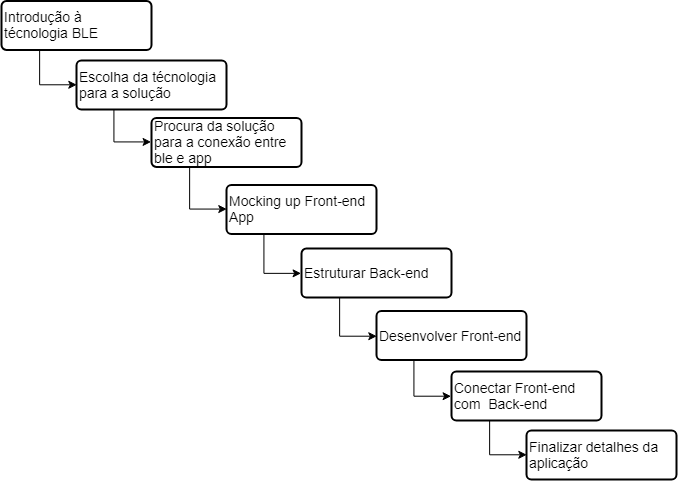 Introdução à
técnologia BLE
Escolha da técnologia
para a solução
Procura da solução
para a conexão entre
ble e app
Mocking up Front-end
App
Estruturar Back-end
Desenvolver Front-end
Conectar Front-end
com  Back-end
Finalizar detalhes da
aplicação